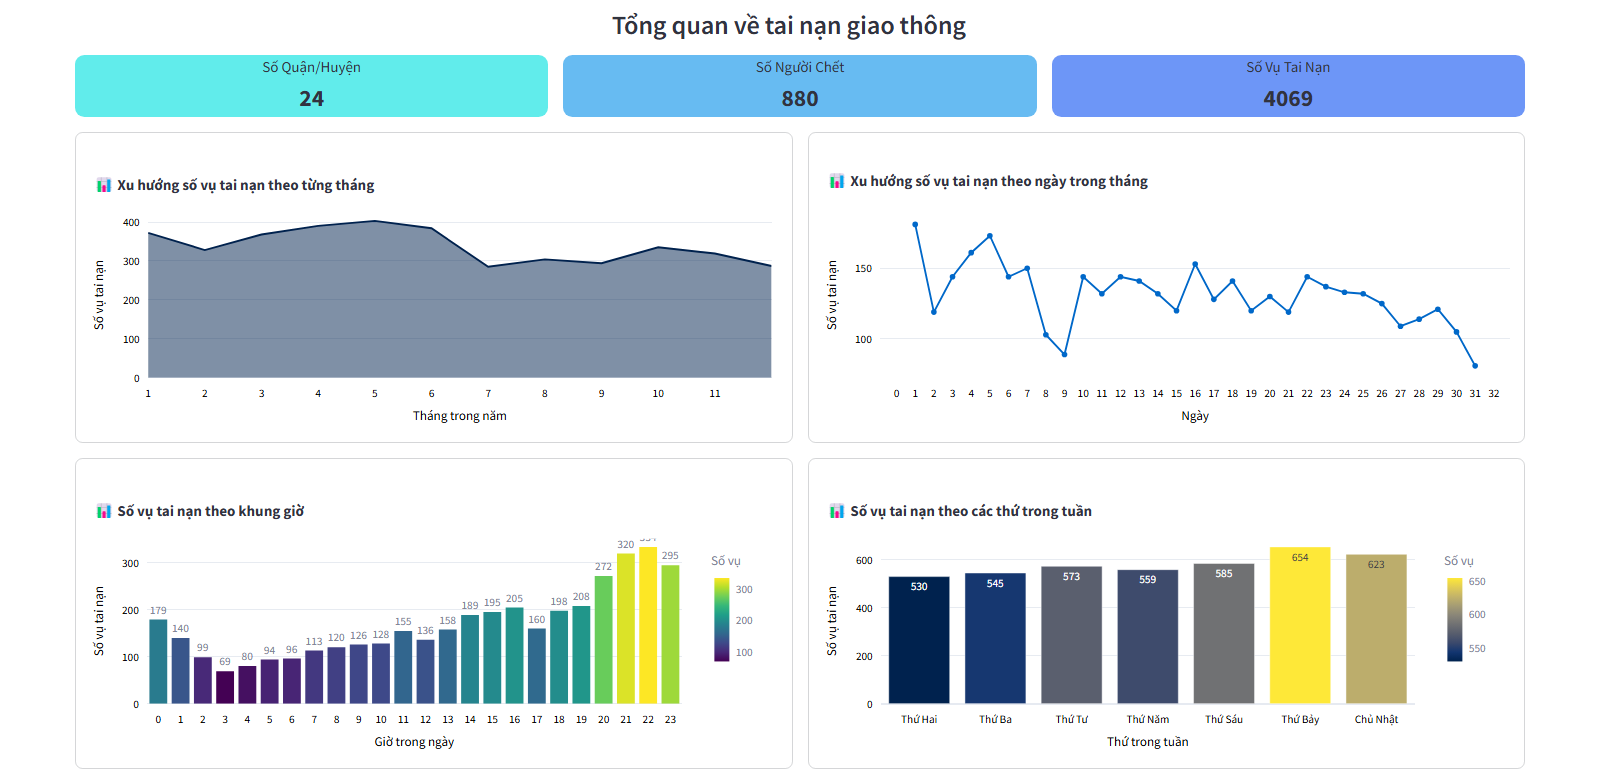 Tổng quan về tai nạn giao thông
Số Quận/Huyện
24
Số Người Chết
880
Số Vụ Tai Nạn
4069
Xu hướng số vụ tai nạn theo từng tháng
Số vụ tai nạn
400
300
200
100
0
1 2 3 4 5 6 7 8 9 10 11
Tháng trong năm
Xu hướng số vụ tai nạn theo ngày trong tháng
Số vụ tai nạn
150
100
0 1 2 3 4 5 6 7 8 9 10 11 12 13 14 15 16 17 18 19 20 21 22 23 24 25 26 27 28 29 30 31 32
Ngày
Số vụ tai nạn theo khung giờ
Số vụ tai nạn
300
200
100
0
179 140 99 69 80 94 96 113 120 126 128 155 136 158 189 195 205 160 198 208 272 320 295
0 1 2 3 4 5 6 7 8 9 10 11 12 13 14 15 16 17 18 19 20 21 22 23
Giờ trong ngày
Số vụ
300
200
100
Số vụ tai nạn theo các thứ trong tuần
Số vụ tai nạn
600
400
200
0
530 545 573 559 585 654 623
Thứ Hai Thứ Ba Thứ Tư Thứ Năm Thứ Sáu Thứ Bảy Chủ Nhật
Thứ trong tuần
Số vụ
650
600
550